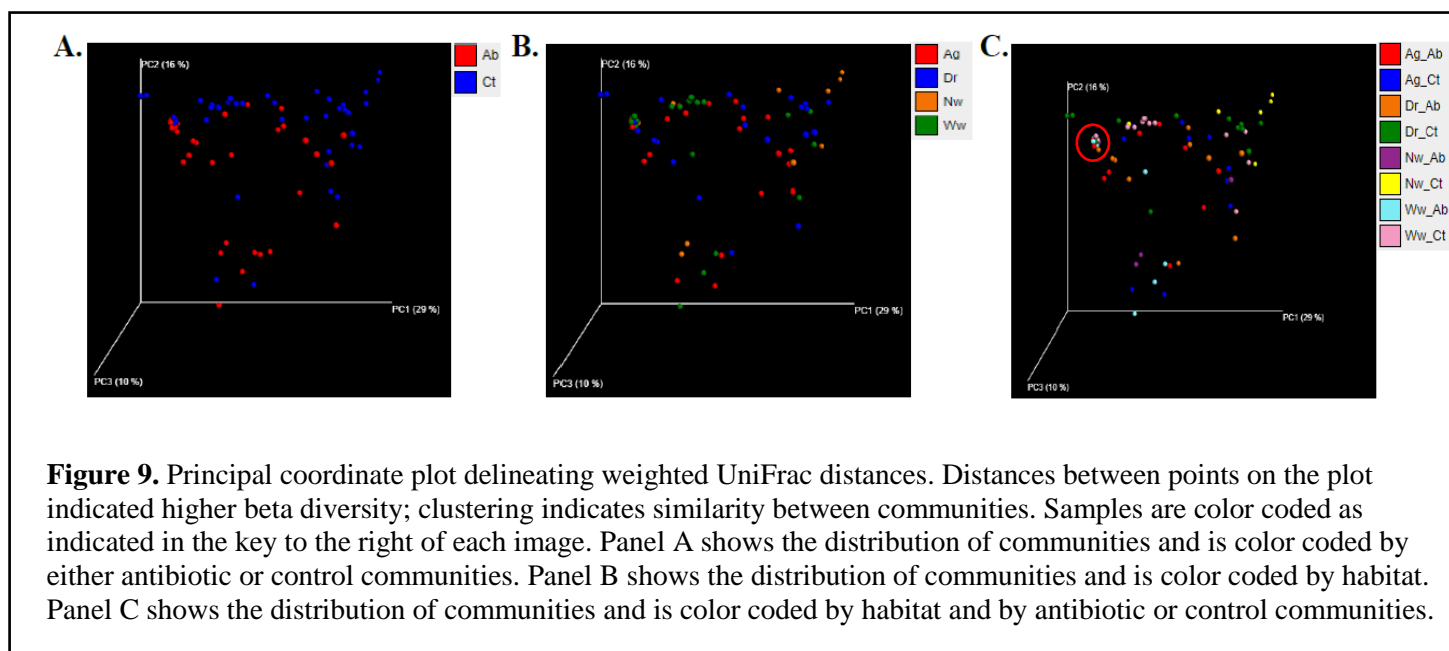 A.
PC2 (16 %)
PC1 (29 %)
PC3 (10 %)
Ab
Ct
B.
PC2 (16 %)
PC1 (29 %)
PC3 (10 %)
Ag
Dr
Nw
Ww
C.
PC2 (16 %)
PC1 (29 %)
PC3 (10 %)
Ag_Ab
Ag_Ct
Dr_Ab
Dr_Ct
Nw_Ab
Nw_Ct
Ww_Ab
Ww_Ct
Figure 9. Principal coordinate plot delineating weighted UniFrac distances. Distances between points on the plot
indicated higher beta diversity; clustering indicates similarity between communities. Samples are color coded as
indicated in the key to the right of each image. Panel A shows the distribution of communities and is color coded by
either antibiotic or control communities. Panel B shows the distribution of communities and is color coded by habitat.
Panel C shows the distribution of communities and is color coded by habitat and by antibiotic or control communities.